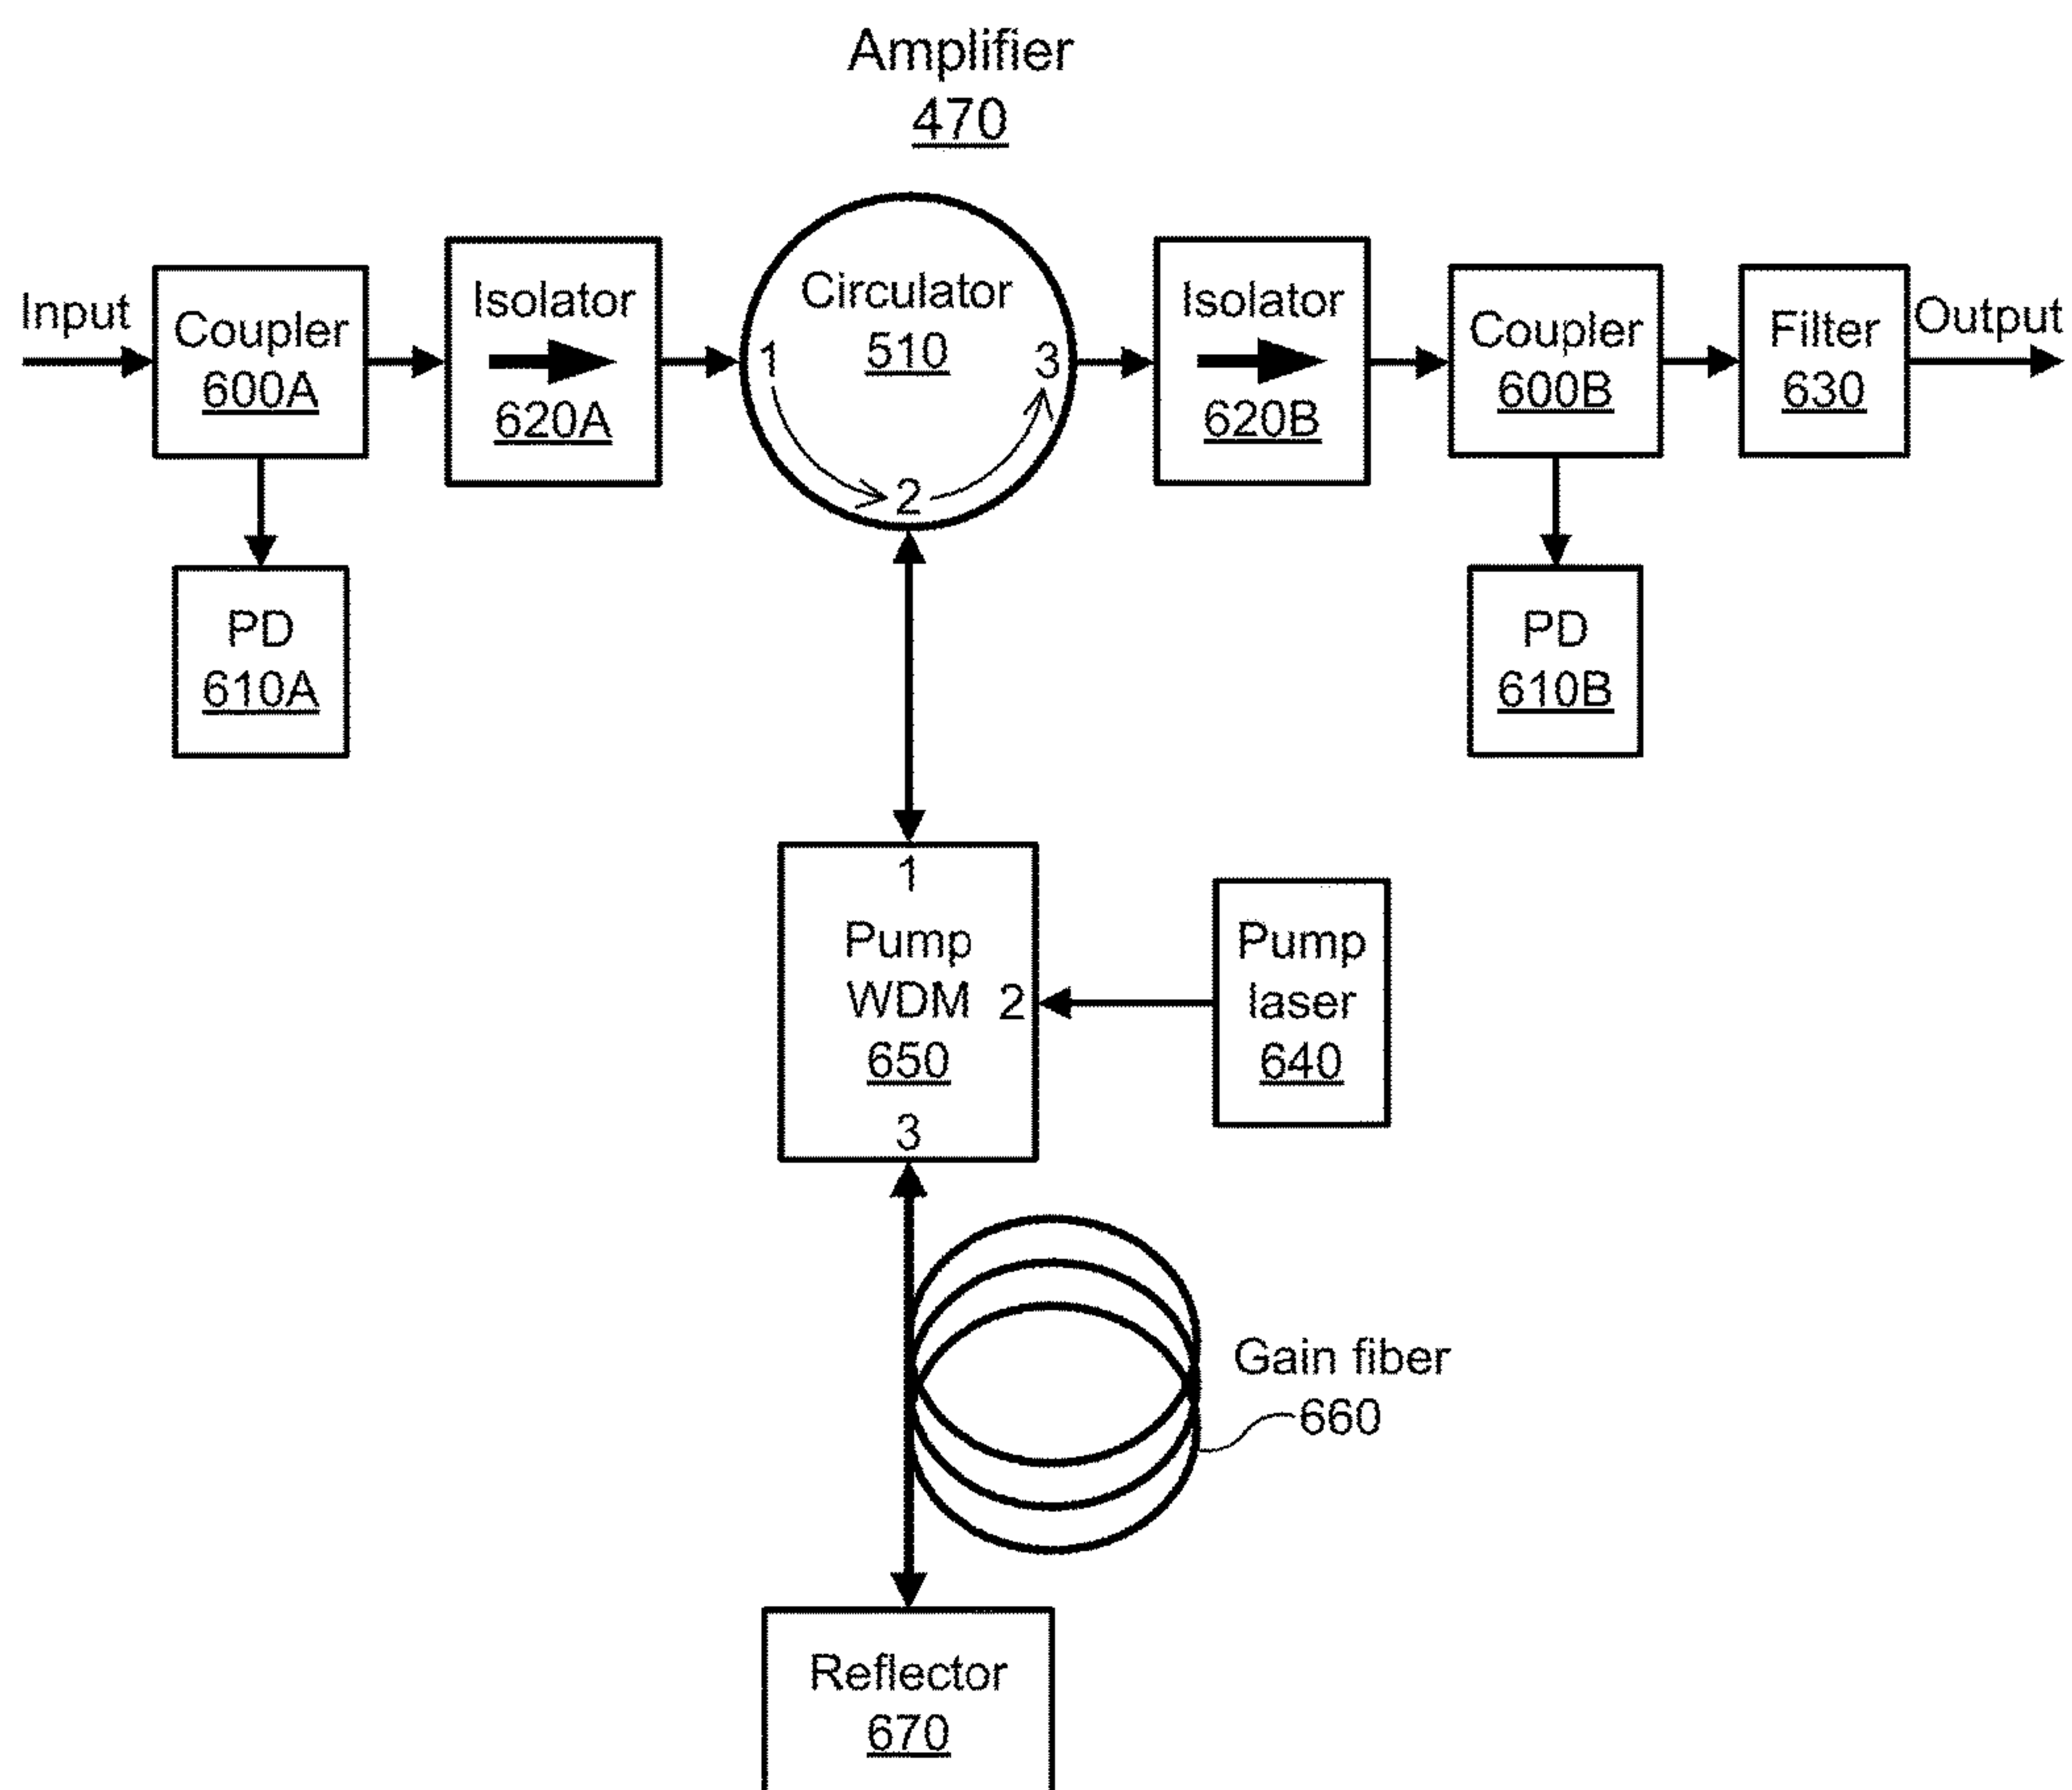 Amplifier
470
Input
Coupler
600A
Isolator
620A
1
Circulator
510
3
2
Isolator
620B
Coupler
600B
Filter
630
Output
PD
610A
PD
610B
1
Pump
WDM
650
2
3
Pump
laser
640
Gain fiber
660
Reflector
670